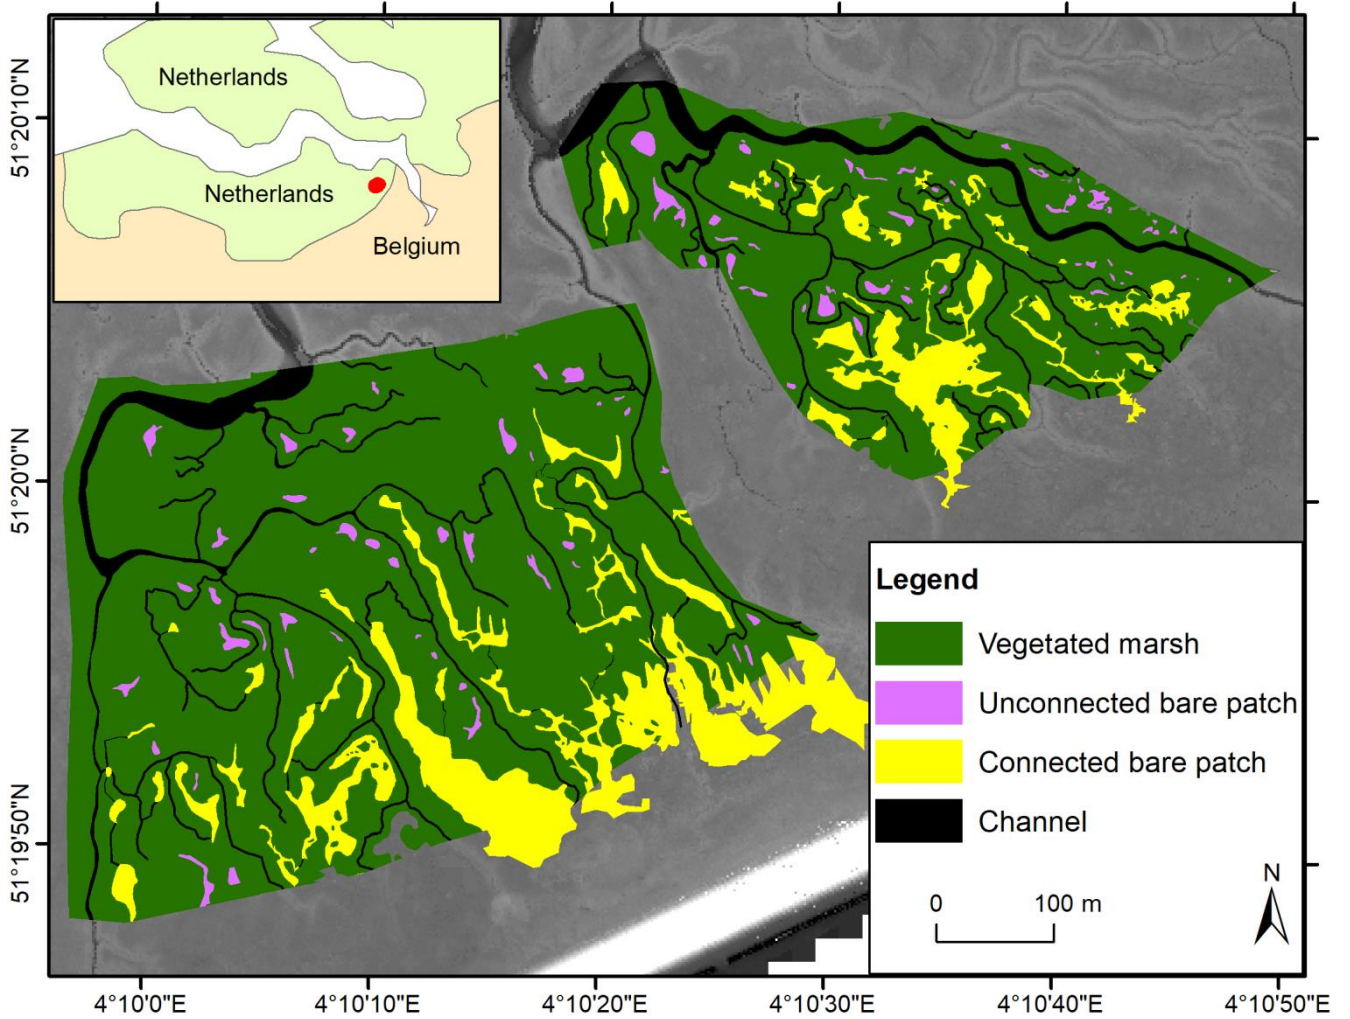 Netherlands
Netherlands
Belgium
51°20'10"N
51°20'0"N
51°19'50"N
Legend
Vegetated marsh
Unconnected bare patch
Connected bare patch
Channel
0 100 m
N
4°10'0"E 4°10'10"E 4°10'20"E 4°10'30"E 4°10'40"E 4°10'50"E